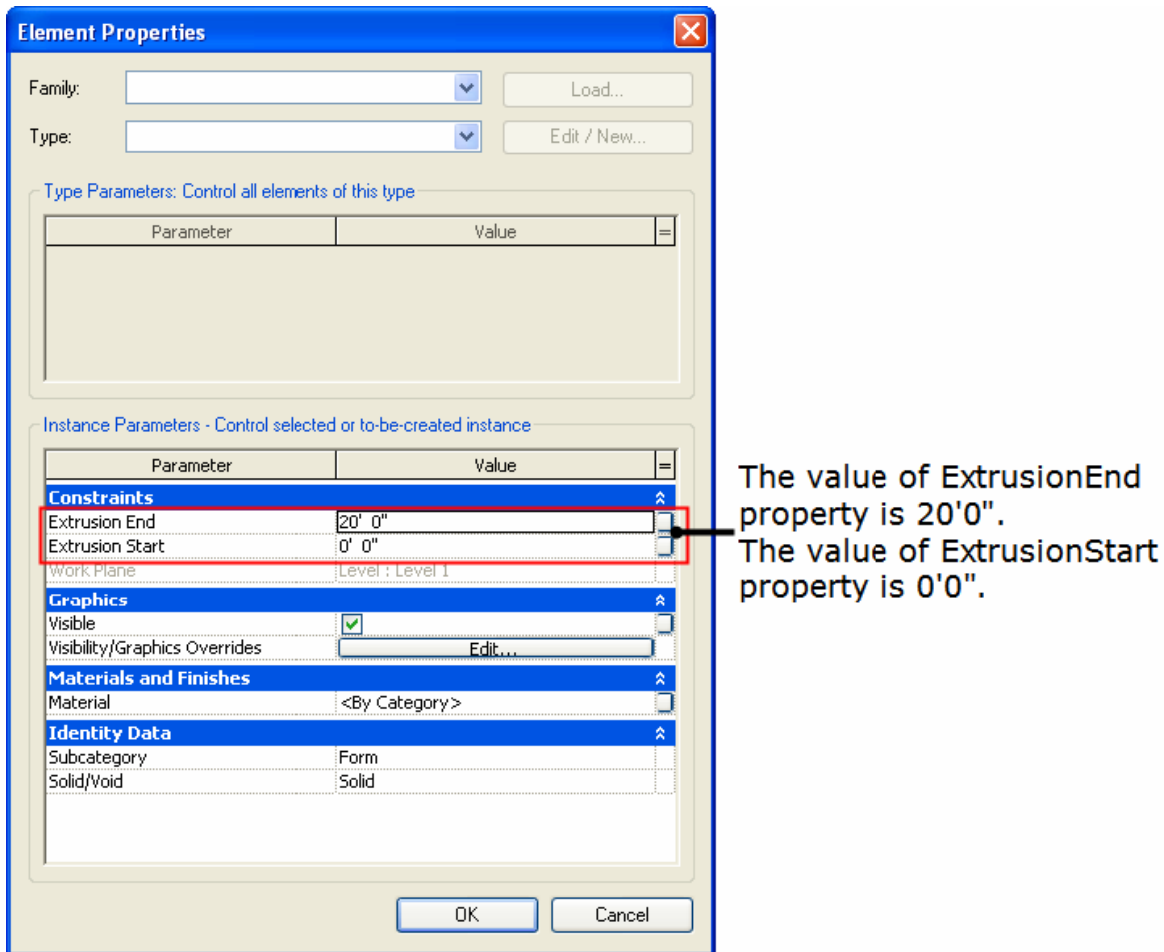 Element Properties
Family:
Load...
Type:
Edit / New...
Type Parameters: Control all elements of this type
Parameter Value =
Instance Parameters - Control selected or to-be-created instance
Parameter Value =
Constraints
Extrusion End 20' 0"
Extrusion Start 0' 0"
Work Plane Level : Level 1
Graphics
Visible
Visibility/Graphics Overrides Edit...
Materials and Finishes
Material <By Category>
Identity Data
Subcategory Form
Solid/Void Solid
OK Cancel
The value of ExtrusionEnd
property is 20'0".
The value of ExtrusionStart
property is 0'0".